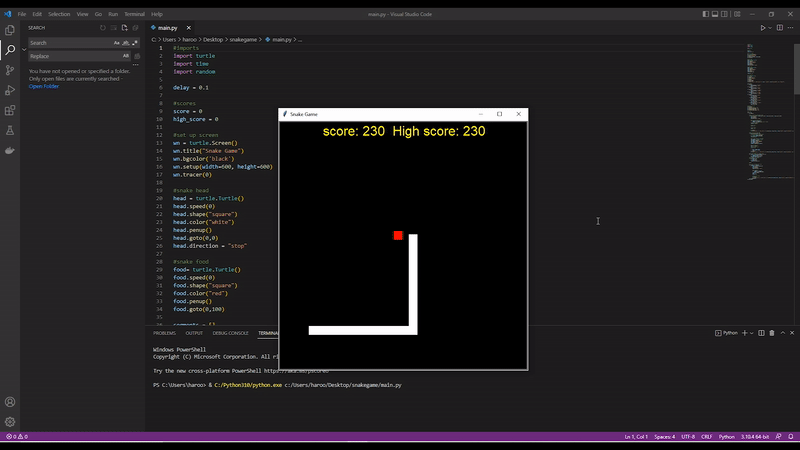 File Edit Selection View Go Run Terminal Help
main.py - Visual Studio Code
SEARCH
Search
Aa
Replace
AB
You have not opened or specified a folder.
Only open files are currently searched -
Open Folder
main.py
C: > Users > haroo > Desktop > snakegame > main.py > ...
1 #imports
2 import turtle
3 import time
4 import random
5
6 delay = 0.1
7
8 #scores
9 score = 0
10 high_score = 0
11
12 #set up screen
13 wn = turtle.Screen()
14 wn.title("Snake Game")
15 wn.bgcolor('black')
16 wn.setup(width=600, height=600)
17 wn.tracer(0)
18
19 #snake head
20 head = turtle.Turtle()
21 head.speed(0)
22 head.shape("square")
23 head.color("white")
24 head.penup()
25 head.goto(0,0)
26 head.direction = "stop"
27
28 #snake food
29 food= turtle.Turtle()
30 food.speed(0)
31 food.shape("square")
32 food.color("red")
33 food.penup()
34 food.goto(0,100)
35
Snake Game
score: 230 High score: 230
PROBLEMS OUTPUT DEBUG CONSOLE TERMINAL
Python
Windows PowerShell
Copyright (C) Microsoft Corporation. All ri
Try the new cross-platform PowerShell https://aka.ms/pscore6
PS C:\Users\haroo> & C:/Python310/python.exe c:/Users/haroo/Desktop/snakegame/main.py
0 0
Ln 1, Col 1 Spaces: 4 UTF-8 CRLF Python 3.10.4 64-bit